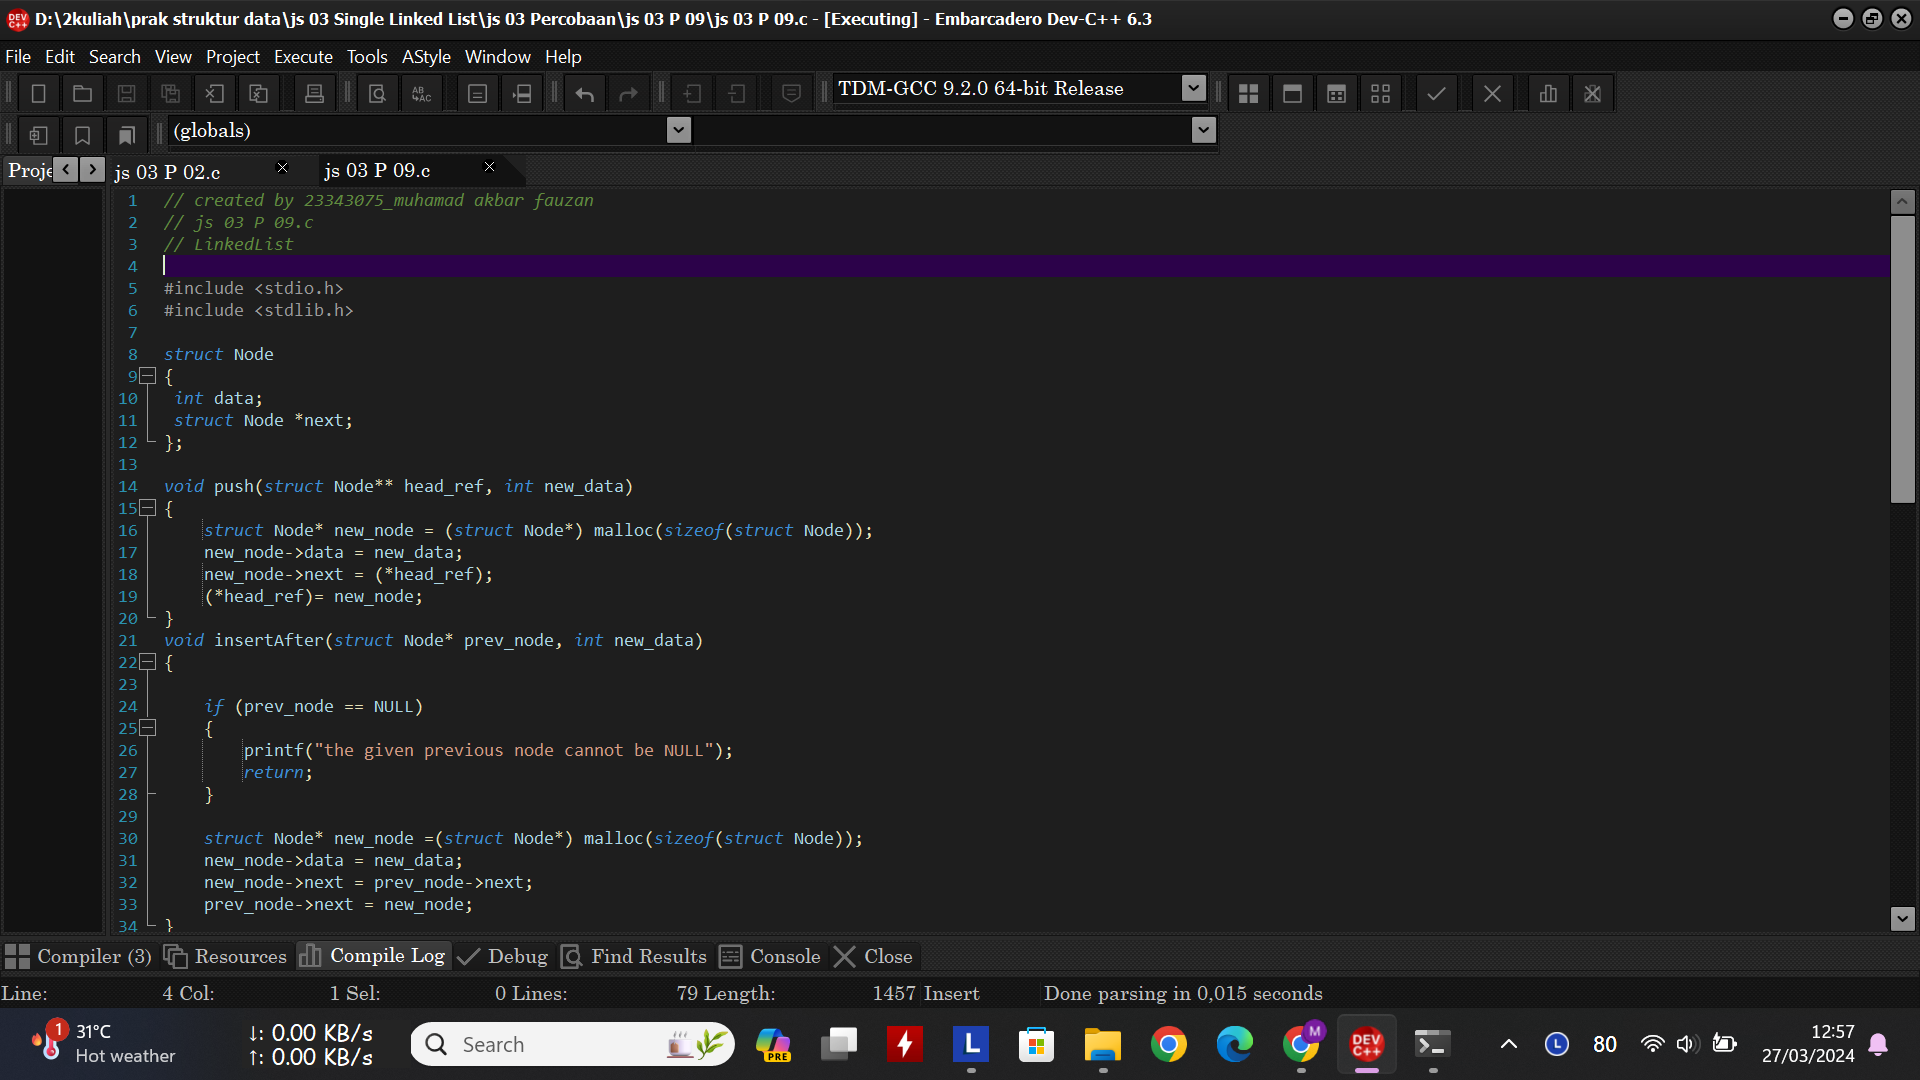 D:\2kuliah\prak struktur data\js 03 Single Linked List\js 03 Percobaan\js 03 P 09\js 03 P 09.c - [Executing] - Embarcadero Dev-C++ 6.3
File Edit Search View Project Execute Tools AStyle Window Help
TDM-GCC 9.2.0 64-bit Release
(globals)
Proje js 03 P 02.c js 03 P 09.c
1 // created by 23343075_muhamad akbar fauzan
2 // js 03 P 09.c
3 // LinkedList
4
5 #include <stdio.h>
6 #include <stdlib.h>
7
8 struct Node
9 {
10 int data;
11 struct Node *next;
12 };
13
14 void push(struct Node** head_ref, int new_data)
15 {
16 struct Node* new_node = (struct Node*) malloc(sizeof(struct Node));
17 new_node->data = new_data;
18 new_node->next = (*head_ref);
19 (*head_ref)= new_node;
20 }
21 void insertAfter(struct Node* prev_node, int new_data)
22 {
23
24 if (prev_node == NULL)
25 {
26 printf("the given previous node cannot be NULL");
27 return;
28 }
29
30 struct Node* new_node =(struct Node*) malloc(sizeof(struct Node));
31 new_node->data = new_data;
32 new_node->next = prev_node->next;
33 prev_node->next = new_node;
34 }
Compiler (3) Resources Compile Log Debug Find Results Console Close
Line: 4 Col: 1 Sel: 0 Lines: 79 Length: 1457 Insert Done parsing in 0,015 seconds
1 31°C
Hot weather
↓: 0.00 KB/s
↑: 0.00 KB/s
Search
PRE
L
M
DEV C++
L
80
12:57
27/03/2024